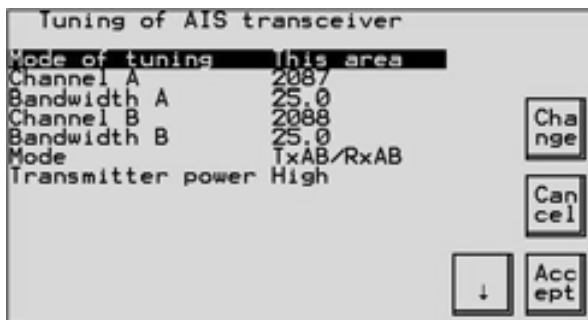 Tuning of AIS transceiver
Mode of tuning This area
Channel A 2087
Bandwidth A 25.0
Channel B 2088
Bandwidth B 25.0
Mode TxAB/RxAB
Transmitter power High
Cha
nge
Can
cel
↓
Acc
ept